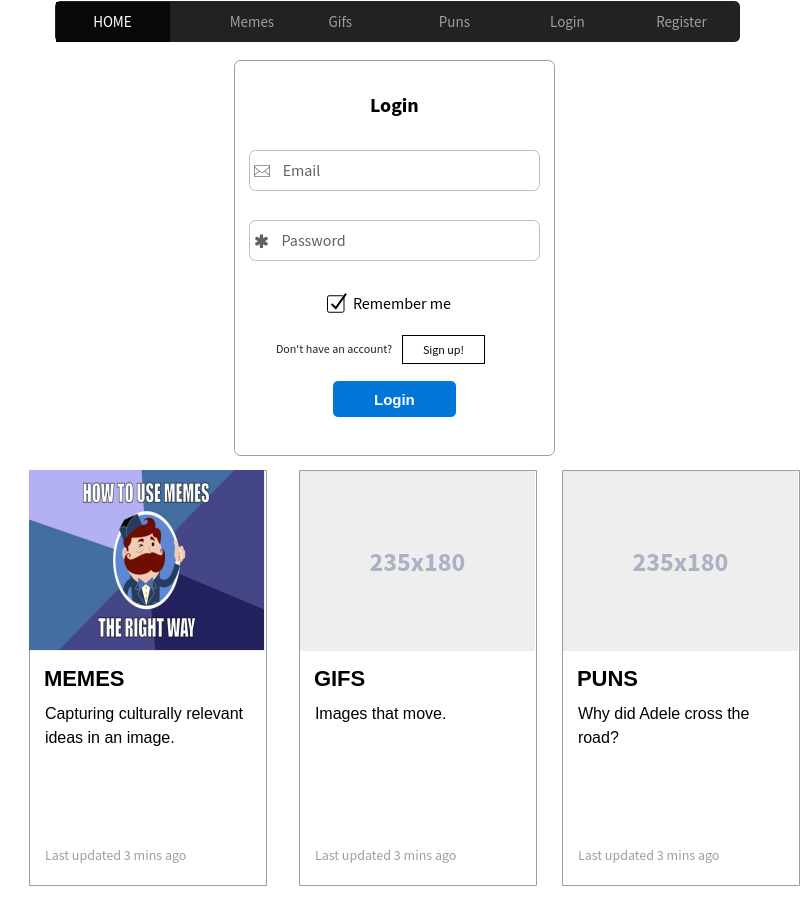 HOME Memes Gifs Puns Login Register
Login
Email
Password
Remember me
Don't have an account? Sign up!
Login
HOW TO USE MEMES
THE RIGHT WAY
MEMES
Capturing culturally relevant
ideas in an image.
Last updated 3 mins ago
235x180
GIFS
Images that move.
Last updated 3 mins ago
235x180
PUNS
Why did Adele cross the
road?
Last updated 3 mins ago